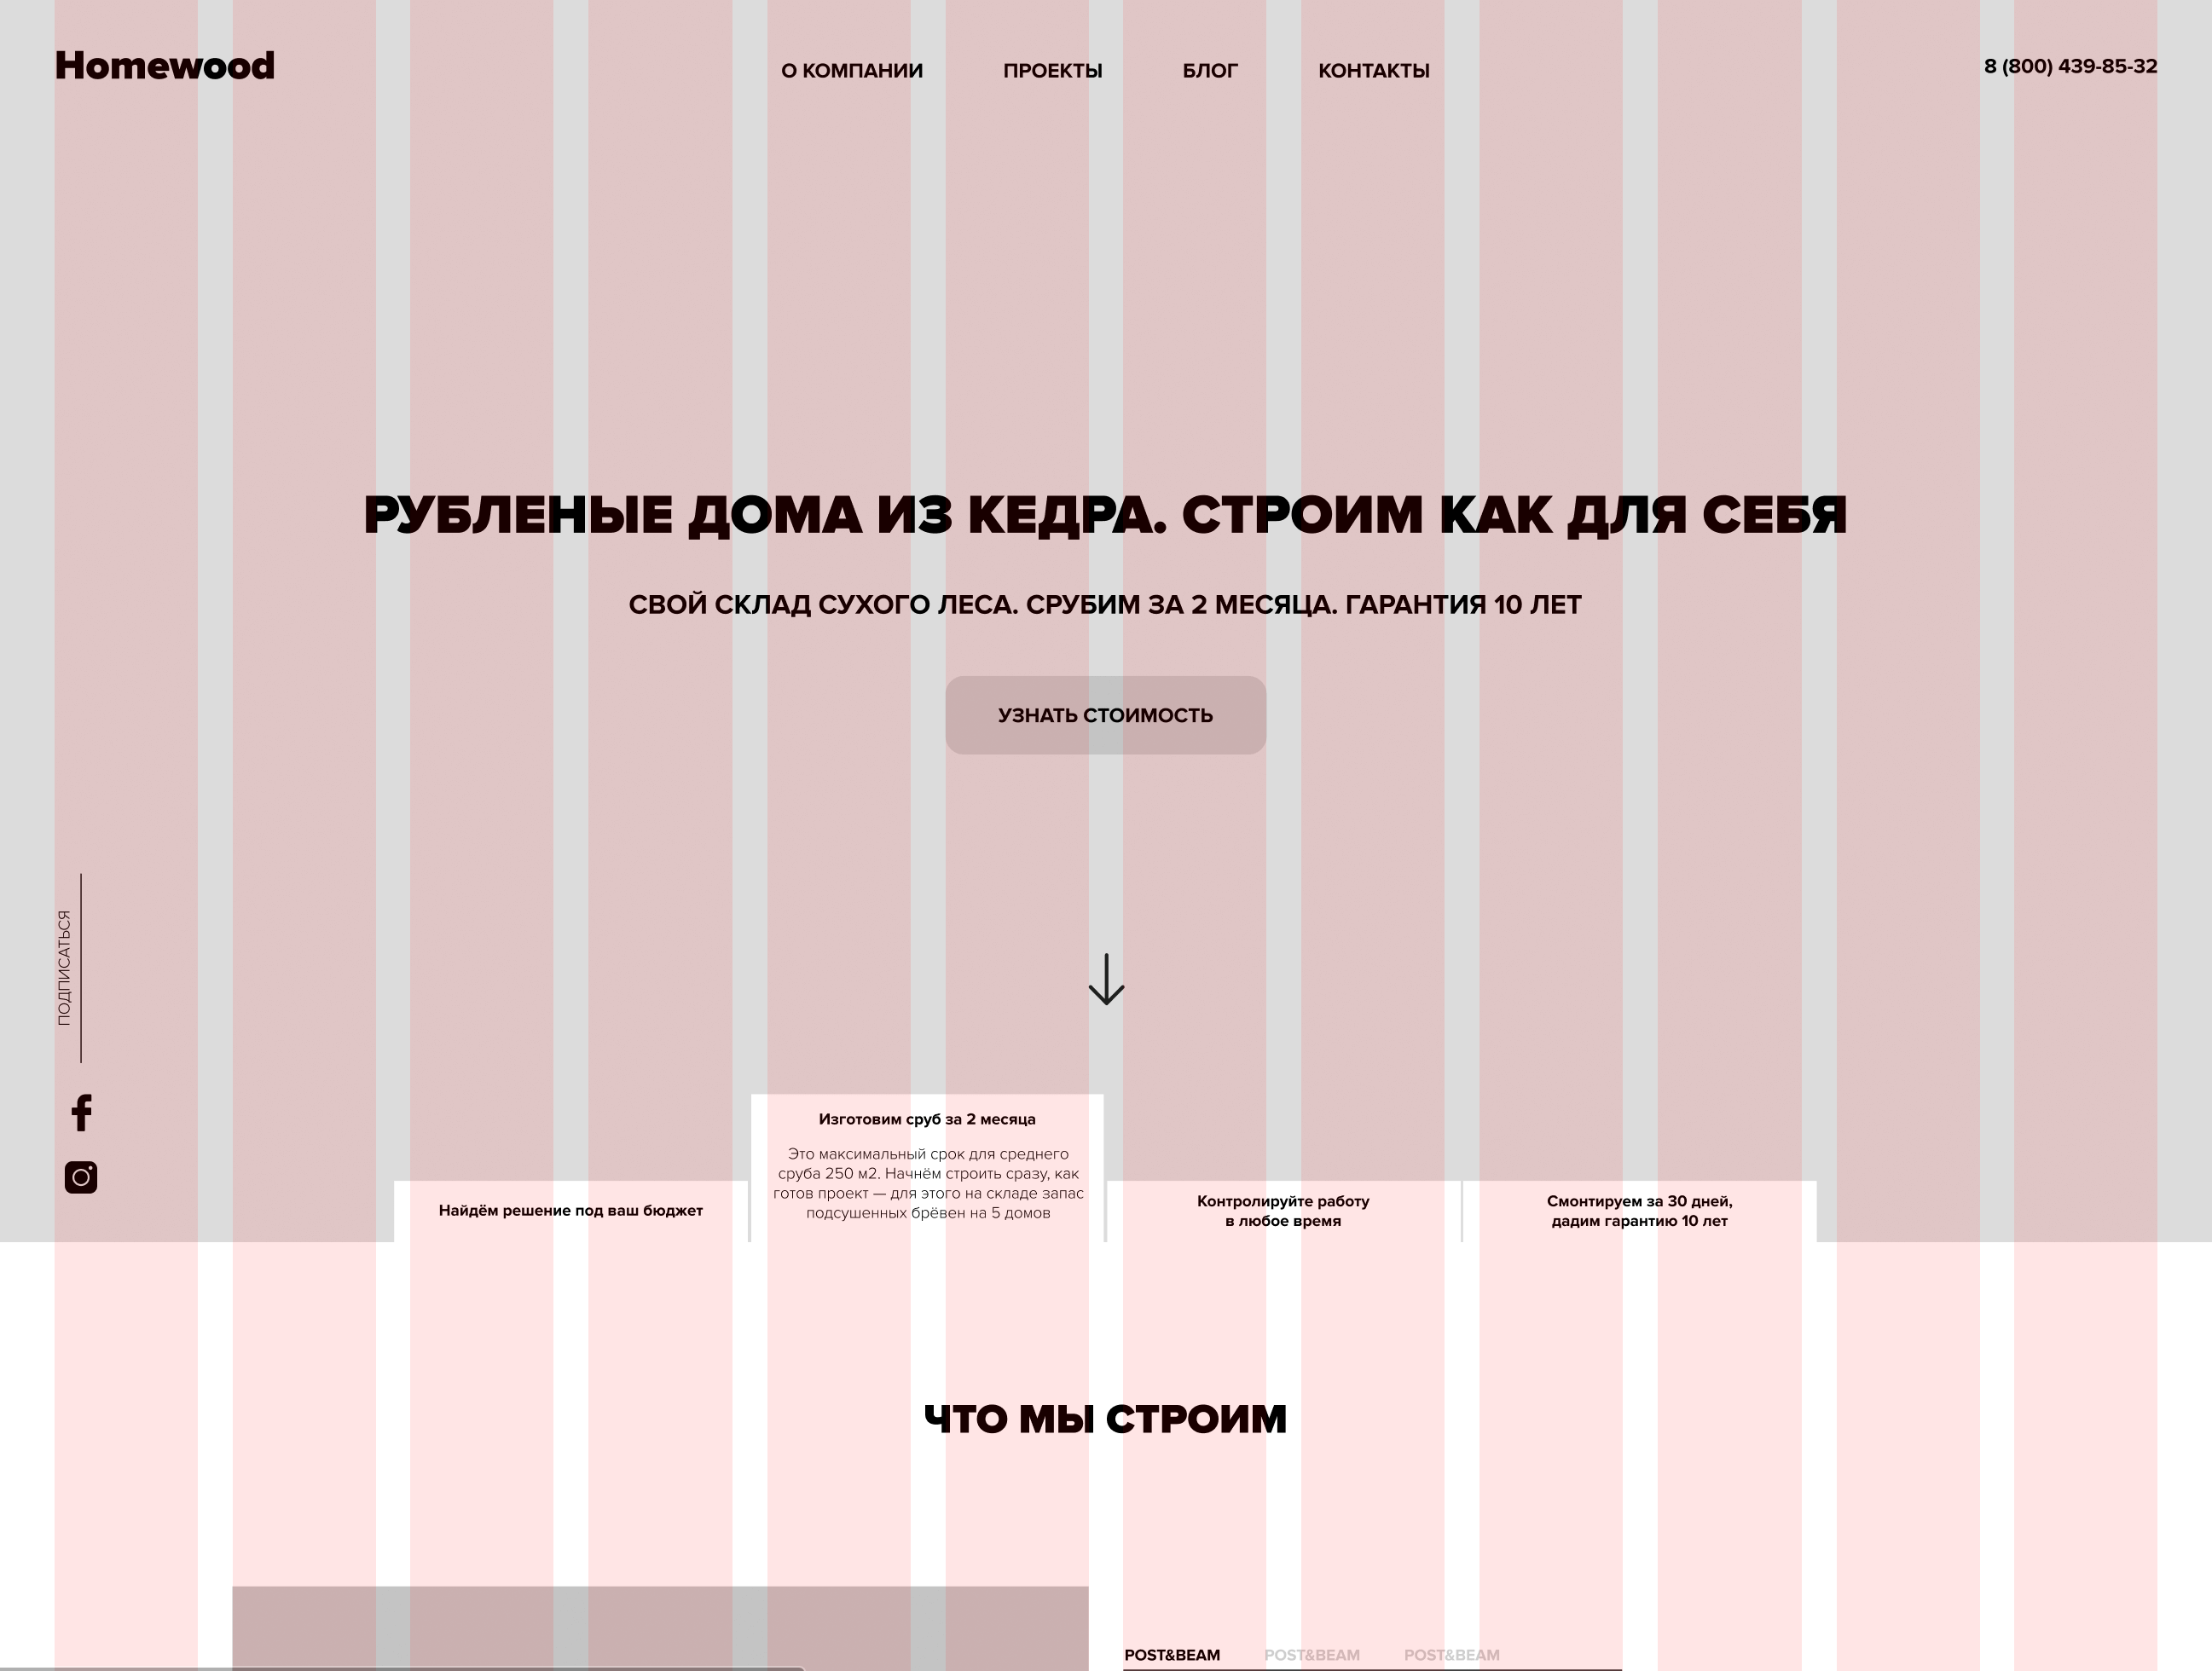 Homewood
О КОМПАНИИ
ПРОЕКТЫ
БЛОГ
КОНТАКТЫ
8 (800) 439-85-32
РУБЛЕНЫЕ ДОМА ИЗ КЕДРА. СТРОИМ КАК ДЛЯ СЕБЯ
СВОЙ СКЛАД СУХОГО ЛЕСА. СРУБИМ ЗА 2 МЕСЯЦА. ГАРАНТИЯ 10 ЛЕТ
УЗНАТЬ СТОИМОСТЬ
ПОДПИСАТЬСЯ
Найдём решение под ваш бюджет
Изготовим сруб за 2 месяца
Это максимальный срок для среднего
сруба 250 м2. Начнём строить сразу, как
готов проект — для этого на складе запас
подсушенных брёвен на 5 домов
Контролируйте работу
в любое время
Смонтируем за 30 дней,
дадим гарантию 10 лет
ЧТО МЫ СТРОИМ
POST&BEAM
POST&BEAM
POST&BEAM